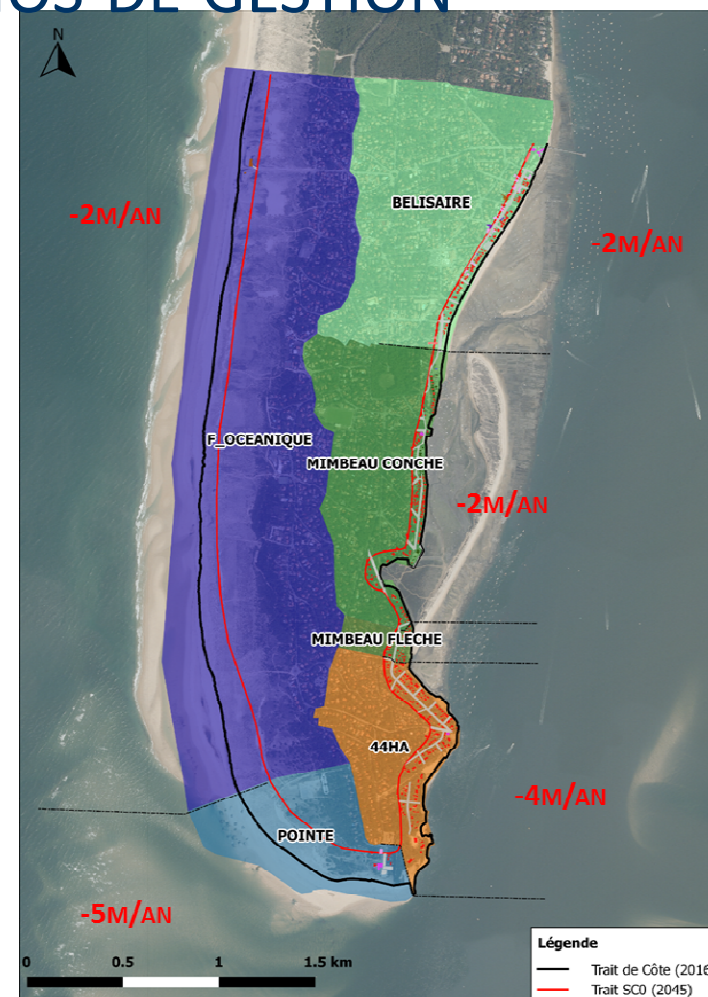 DE GESTION
N
-2M/AN
BELISAIRE
-2M/AN
F_OCEANIQUE
MIMBEAU CONCHE
-2M/AN
MIMBEAU FLECHE
44HA
-4M/AN
POINTE
-5M/AN
0 0.5 1 1.5 km
Légende
Trait de Côte (2016
Trait SC0 (2045)